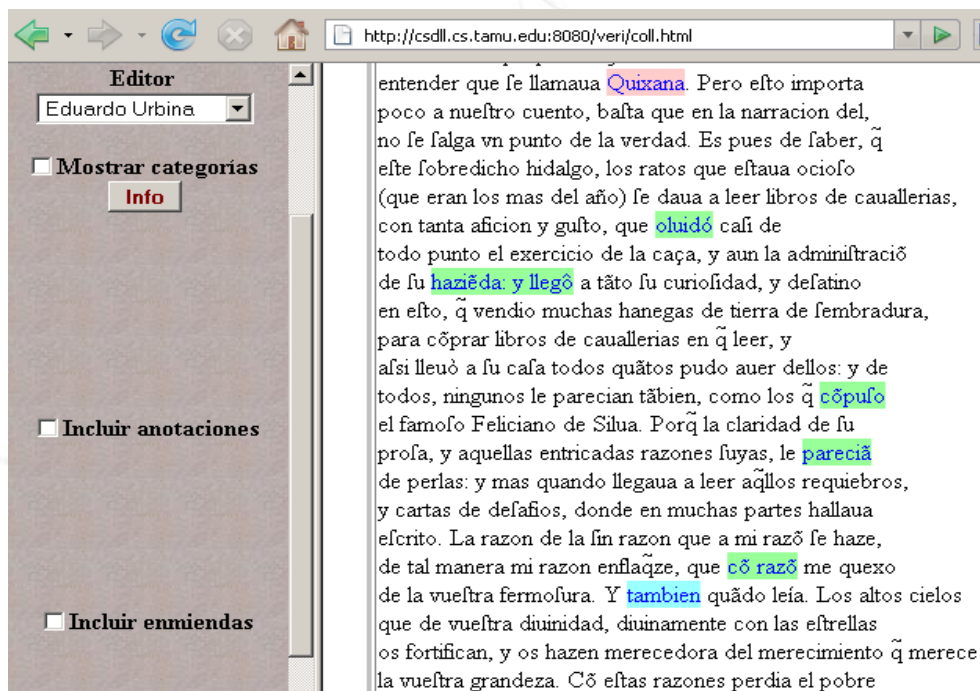 http://csdll.cs.tamu.edu:8080/veri/coll.html
Editor
Eduardo Urbina
Mostrar categorías
Info
Incluir anotaciones
Incluir enmiendas
entender que ſe llamaua Quixana. Pero eſto importa
poco a nueſtro cuento, baſta que en la narracion del,
no ſe ſalga vn punto de la verdad. Es pues de ſaber, q̃
eſte ſobredicho hidalgo, los ratos que eſtaua ocioſo
(que eran los mas del año) ſe daua a leer libros de cauallerias,
con tanta aficion y guſto, que oluidó caſi de
todo punto el exercicio de la caça, y aun la adminiſtraciõ
de ſu haziẽda: y llegô a tãto ſu curioſidad, y deſatino
en eſto, q̃ vendio muchas hanegas de tierra de ſembradura,
para cõprar libros de cauallerias en q̃ leer, y
aſsi lleuò a ſu caſa todos quãtos pudo auer dellos: y de
todos, ningunos le parecian tãbien, como los q̃ cõpuſo
el famoſo Feliciano de Silua. Porq̃ la claridad de ſu
proſa, y aquellas entricadas razones ſuyas, le pareciã
de perlas: y mas quando llegaua a leer aq̃llos requiebros,
y cartas de deſafios, donde en muchas partes hallaua
eſcrito. La razon de la ſin razon que a mi razõ ſe haze,
de tal manera mi razon enflaq̃ze, que cõ razõ me quexo
de la vueſtra fermoſura. Y tambien quãdo leía. Los altos cielos
que de vueſtra diuinidad, diuinamente con las eſtrellas
os fortifican, y os hazen merecedora del merecimiento q̃ merece
la vueſtra grandeza. Cõ eſtas razones perdia el pobre